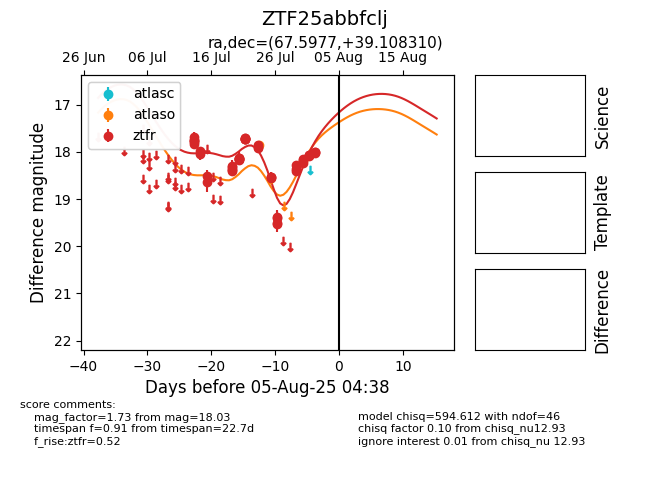 ZTF25abbfclj
ra,dec=(67.5977,+39.108310)
26 Jun 06 Jul 16 Jul 26 Jul 05 Aug 15 Aug
atlasc
atlaso
ztfr
17
18
19
20
21
22
Difference magnitude
−40 −30 −20 −10 0 10
Days before 05-Aug-25 04:38
Science
Template
Difference
score comments:
mag_factor=1.73 from mag=18.03
timespan f=0.91 from timespan=22.7d
f_rise:ztfr=0.52
model chisq=594.612 with ndof=46
chisq factor 0.10 from chisq_nu12.93
ignore interest 0.01 from chisq_nu 12.93